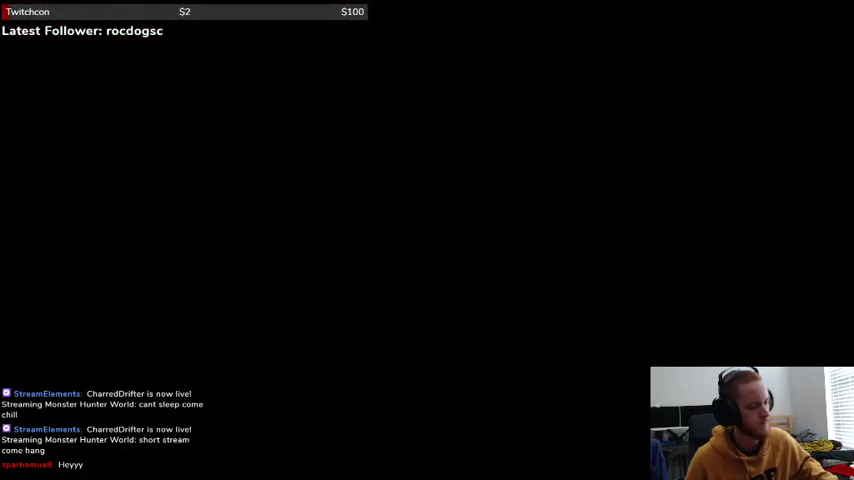 Twitchcon $2 $100
Latest Follower: rocdogsc
StreamElements: CharredDrifter is now live!
Streaming Monster Hunter World: cant sleep come
chill
StreamElements: CharredDrifter is now live!
Streaming Monster Hunter World: short stream
come hang
sparhamua8 Heyyy